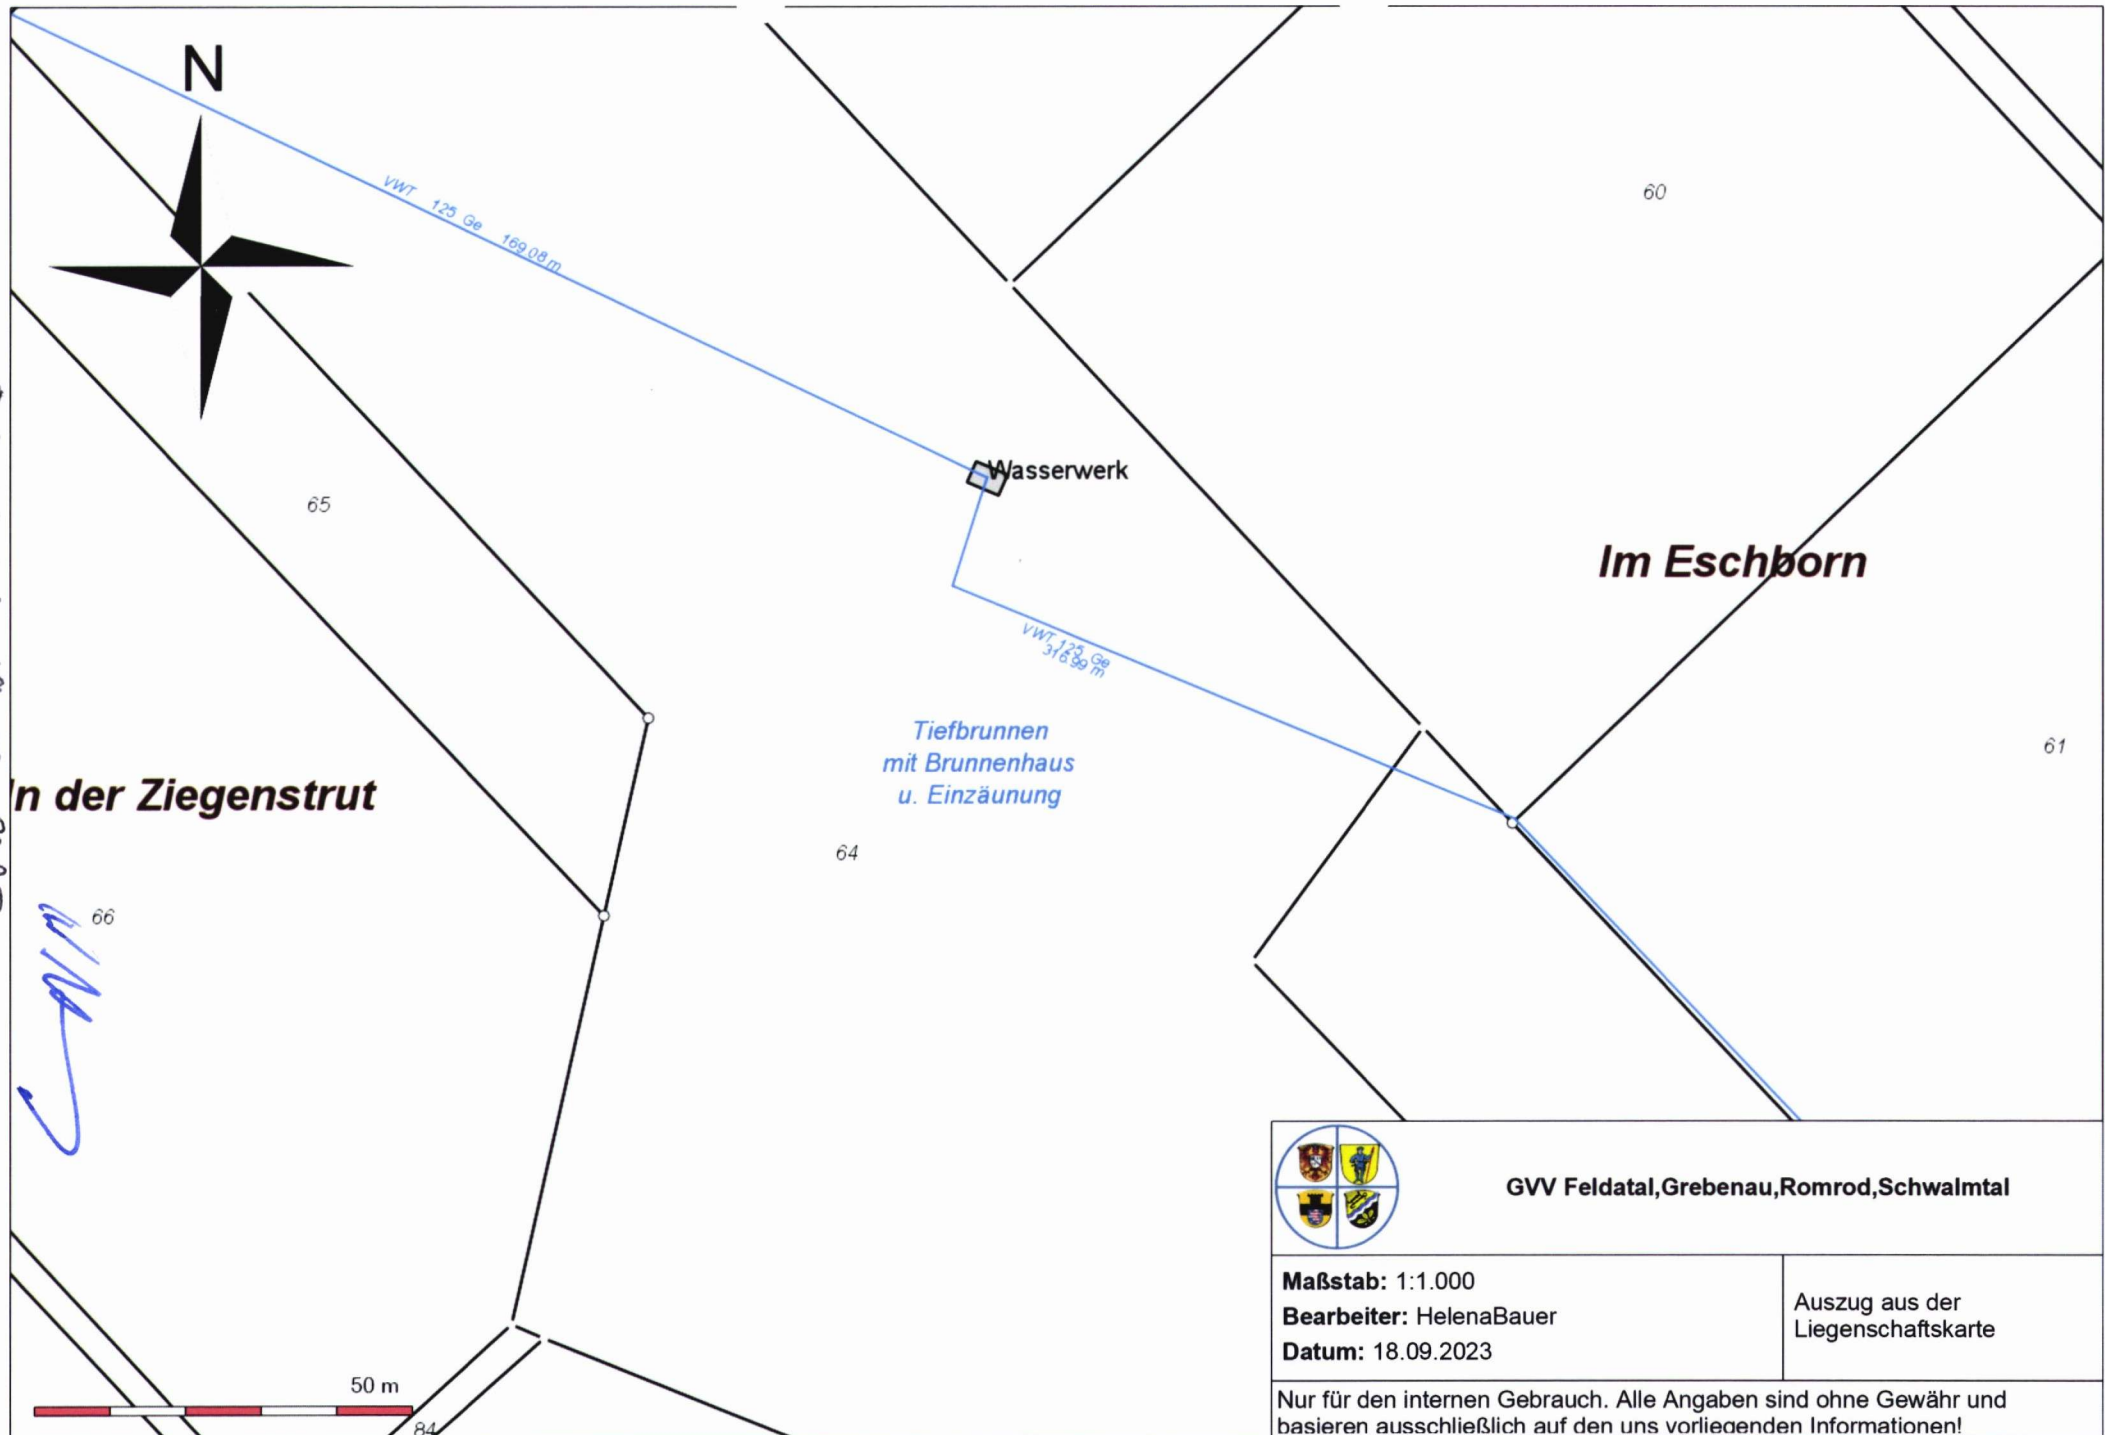 N
VWT 125 Ge 169.08 m
60
Wasserwerk
65
Im Eschborn
VWT 125 Ge
316.99 m
Tiefbrunnen
mit Brunnenhaus
u. Einzäunung
61
In der Ziegenstrut
64
66
GVV Feldatal,Grebenau,Romrod,Schwalmtal
Maßstab: 1:1.000
Bearbeiter: HelenaBauer
Datum: 18.09.2023
Auszug aus der
Liegenschaftskarte
50 m
84
Nur für den internen Gebrauch. Alle Angaben sind ohne Gewähr und
basieren ausschließlich auf den uns vorliegenden Informationen!